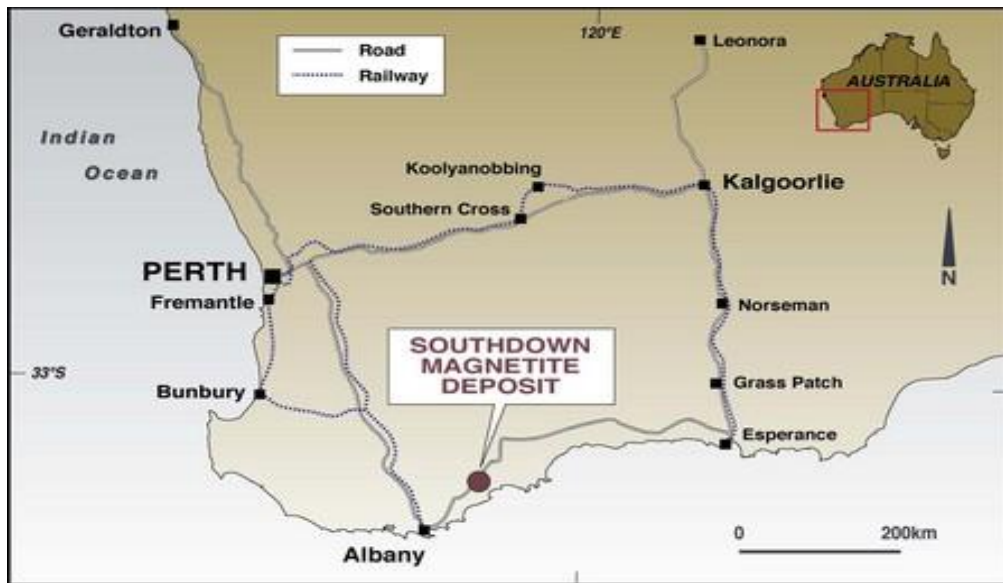 Geraldton
Road
Railway
120°E
Leonora
AUSTRALIA
Indian
Ocean
Koolyanobbing
Kalgoorlie
Southern Cross
PERTH
N
Fremantle
Norseman
SOUTHDOWN
MAGNETITE
DEPOSIT
33°S
Bunbury
Grass Patch
Esperance
Albany
0
200km